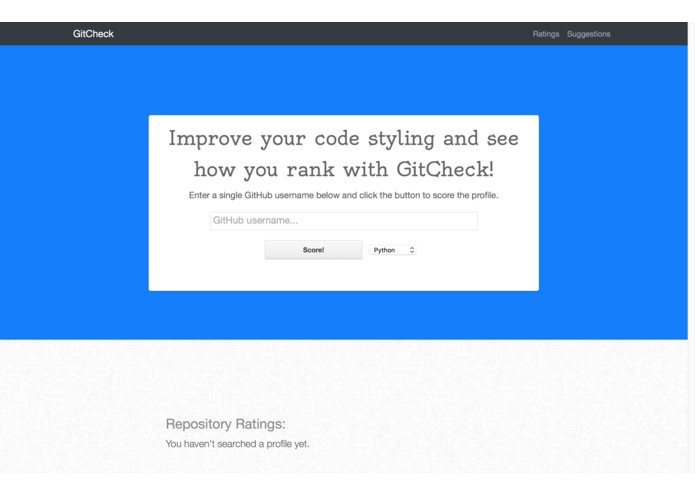 GitCheck
Ratings Suggestions
Improve your code styling and see
how you rank with GitCheck!
Enter a single GitHub username below and click the button to score the profile.
GitHub username...
Score!
Python
Repository Ratings:
You haven't searched a profile yet.